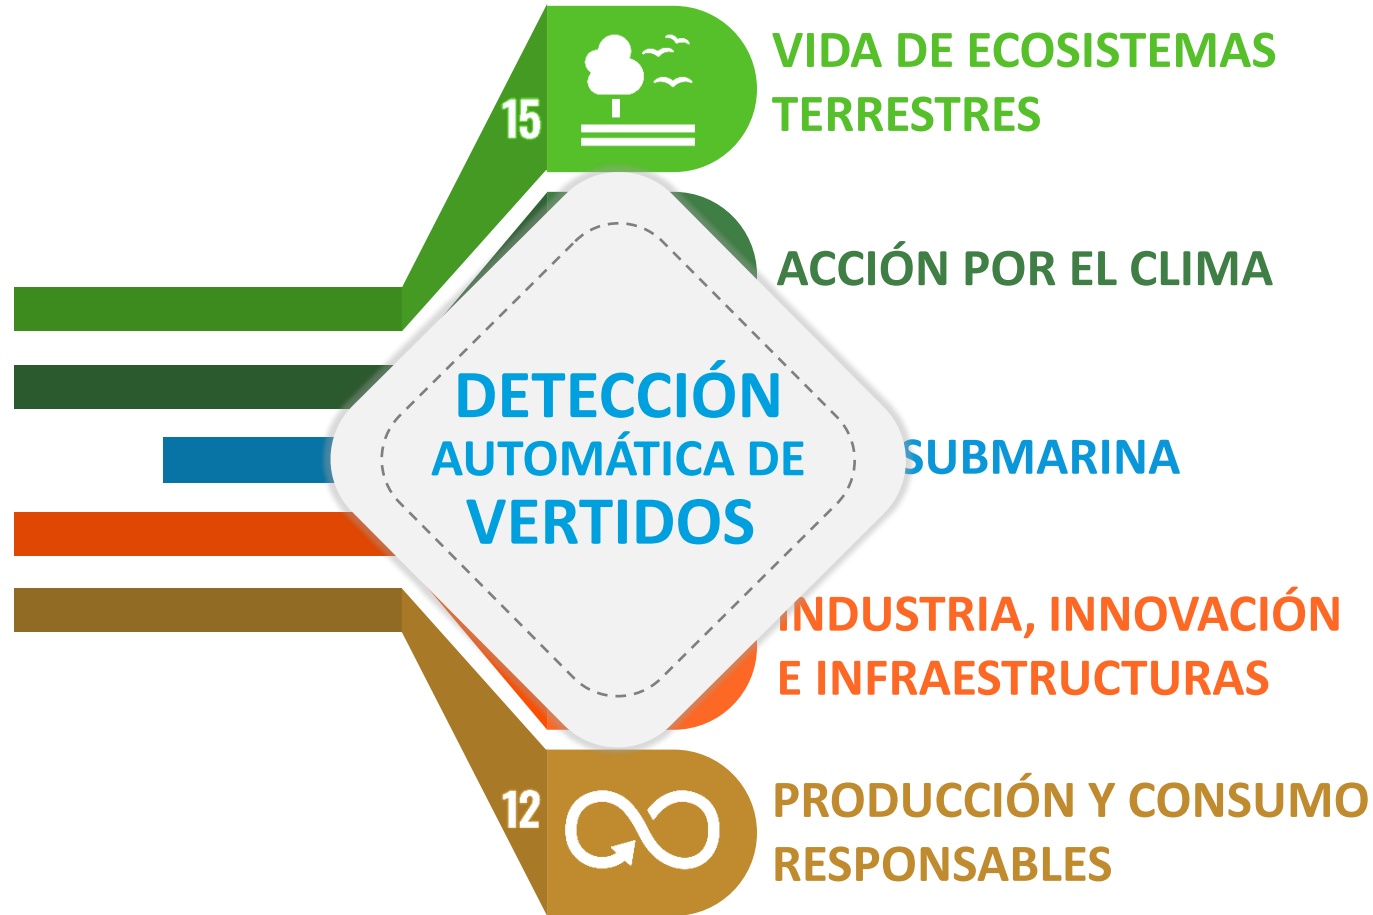 15
VIDA DE ECOSISTEMAS
TERRESTRES
ACCIÓN POR EL CLIMA
DETECCIÓN
AUTOMÁTICA DE
VERTIDOS
SUBMARINA
INDUSTRIA, INNOVACIÓN
E INFRAESTRUCTURAS
12
PRODUCCIÓN Y CONSUMO
RESPONSABLES